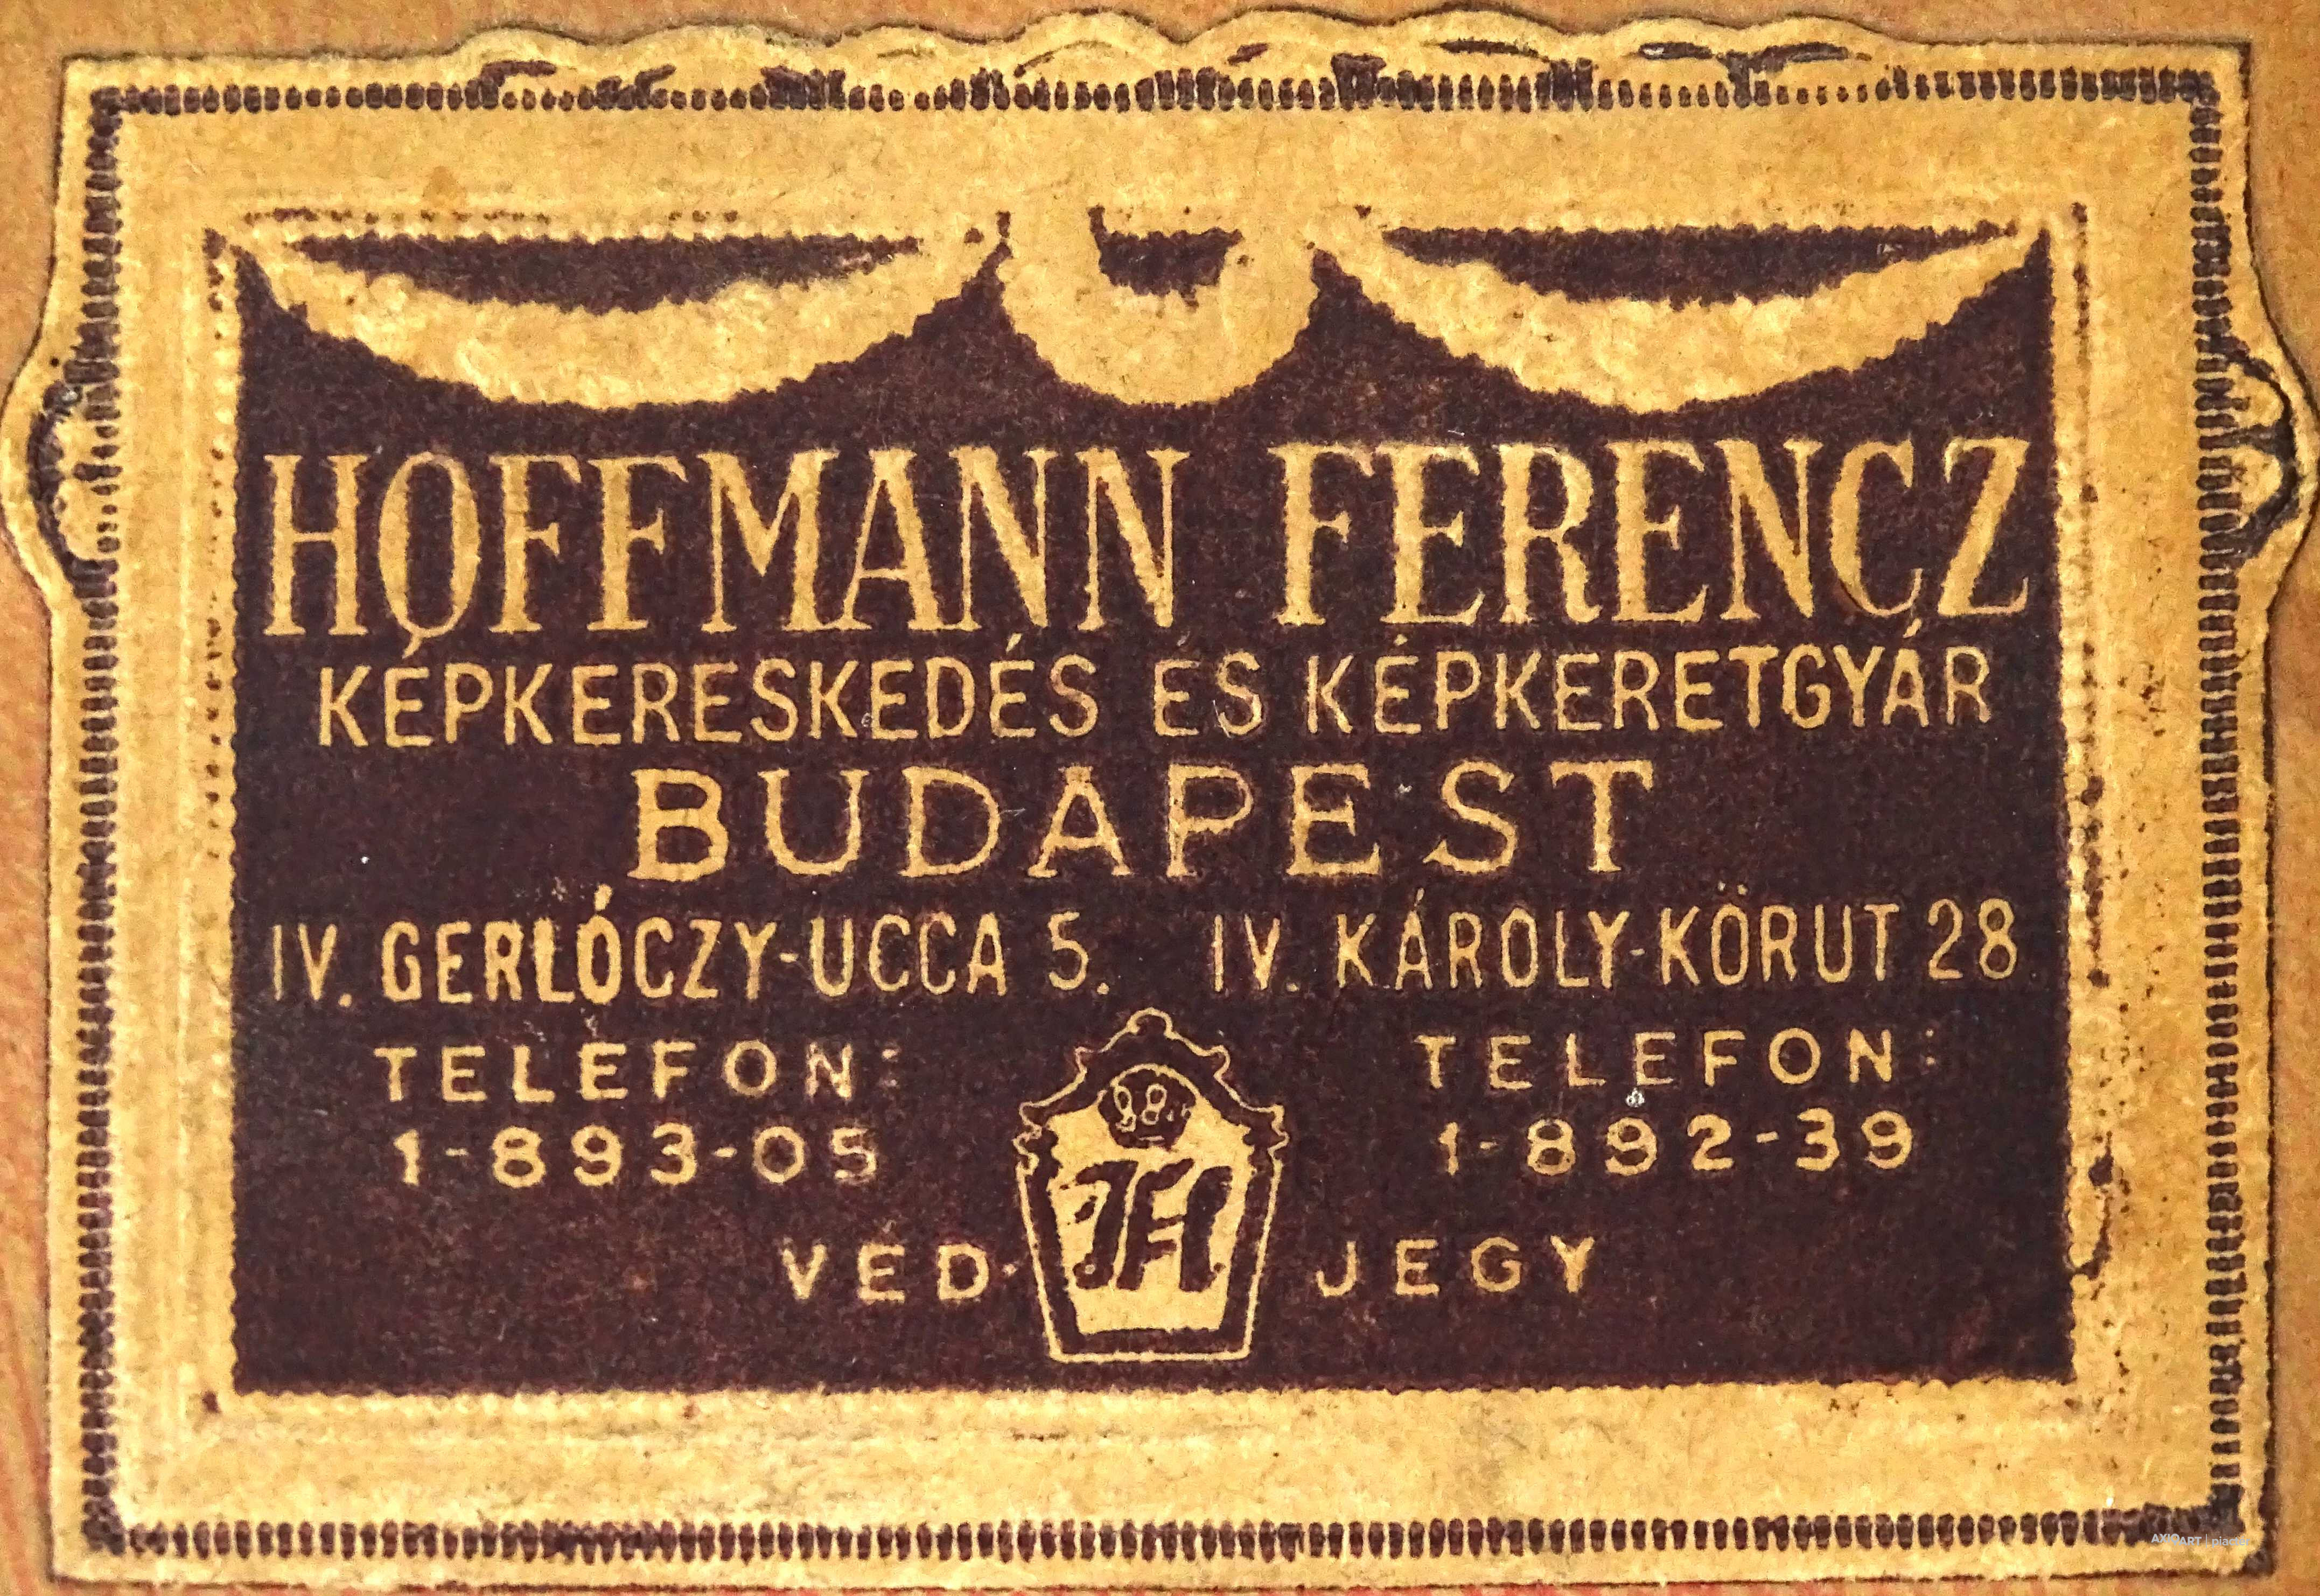 HOFFMANN FERENCZ
KÉPKERESKEDÉS ÉS KÉPKERETGYÁR
BUDAPEST
IV. GERLÓCZY-UCCA 5. IV. KÁROLY-KÖRUT 28
TELEFON: TELEFON:
1-893-05 1-892-39
VÉD- JEGY